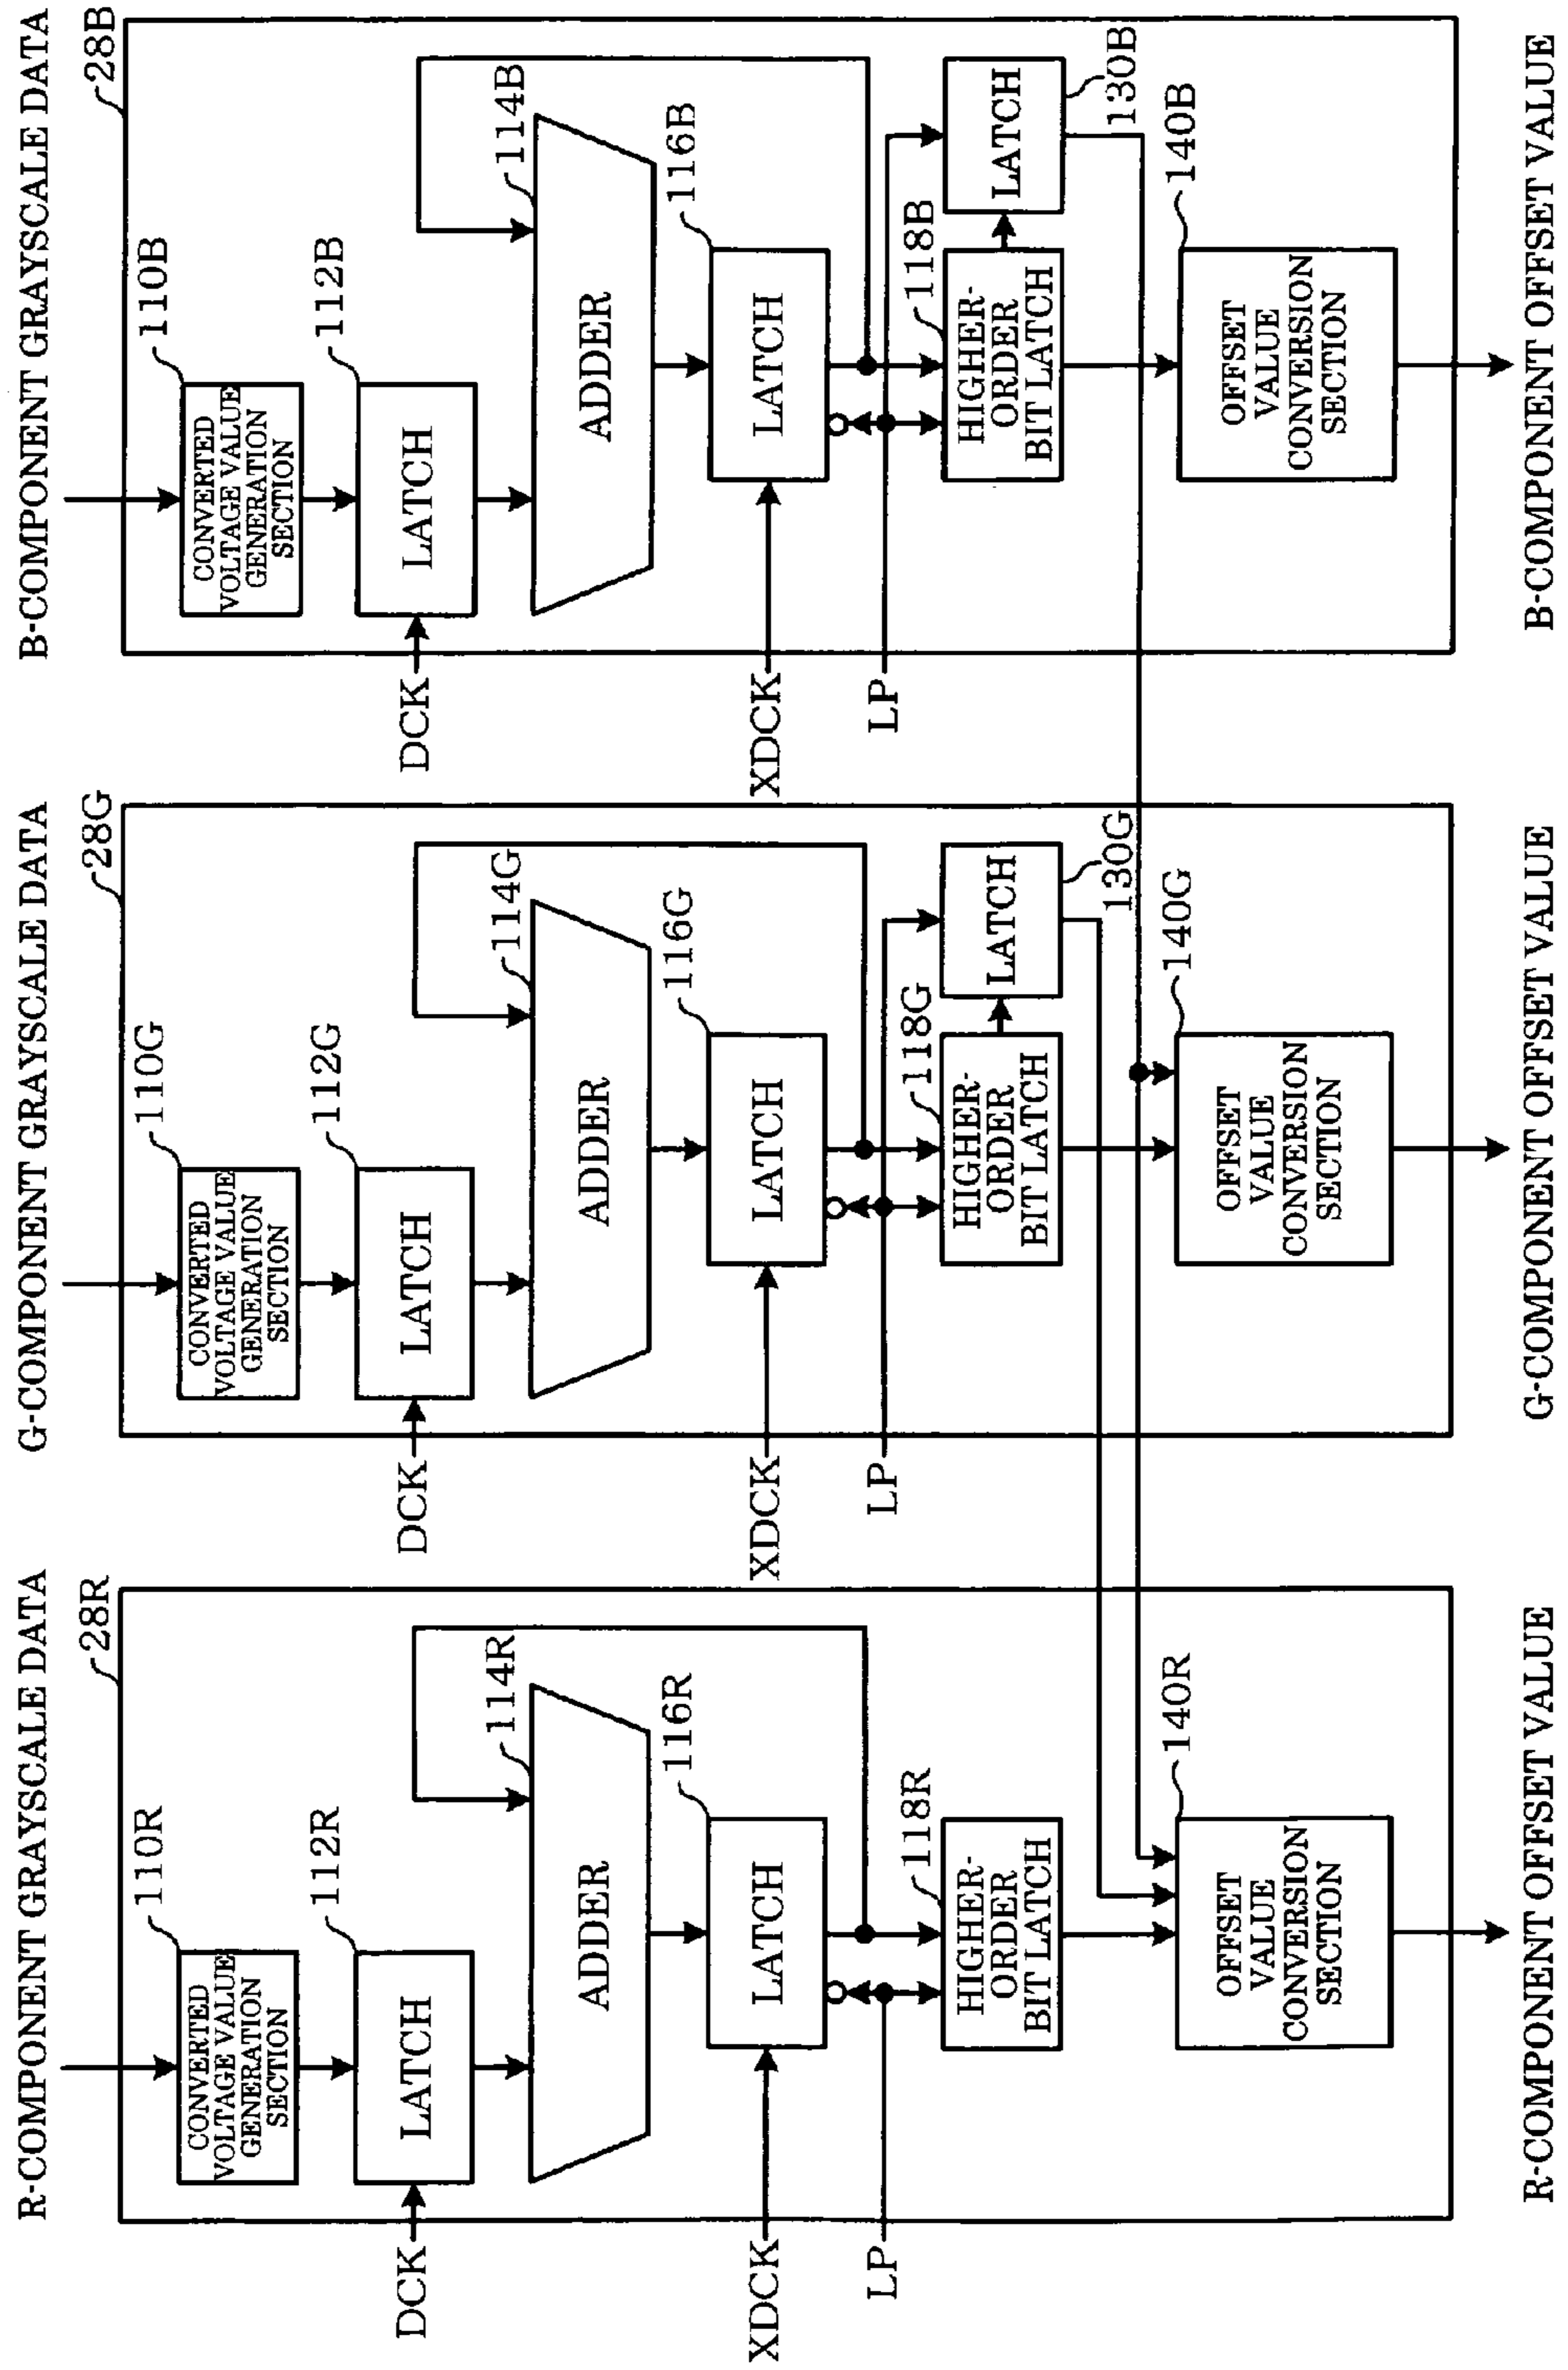 R-COMPONENT GRAYSCALE DATA
28R
110R
CONVERTED
VOLTAGE VALUE
GENERATION
SECTION
112R
DCK
LATCH
114R
ADDER
116R
XDCK
LATCH
LP
118R
HIGHER-
ORDER
BIT LATCH
140R
OFFSET
VALUE
CONVERSION
SECTION
R-COMPONENT OFFSET VALUE
G-COMPONENT GRAYSCALE DATA
28G
110G
CONVERTED
VOLTAGE VALUE
GENERATION
SECTION
112G
DCK
LATCH
114G
ADDER
116G
XDCK
LATCH
LP
118G
HIGHER-
ORDER
BIT LATCH
LATCH
130G
140G
OFFSET
VALUE
CONVERSION
SECTION
G-COMPONENT OFFSET VALUE
B-COMPONENT GRAYSCALE DATA
28B
110B
CONVERTED
VOLTAGE VALUE
GENERATION
SECTION
112B
DCK
LATCH
114B
ADDER
116B
XDCK
LATCH
LP
118B
HIGHER-
ORDER
BIT LATCH
LATCH
130B
140B
OFFSET
VALUE
CONVERSION
SECTION
B-COMPONENT OFFSET VALUE